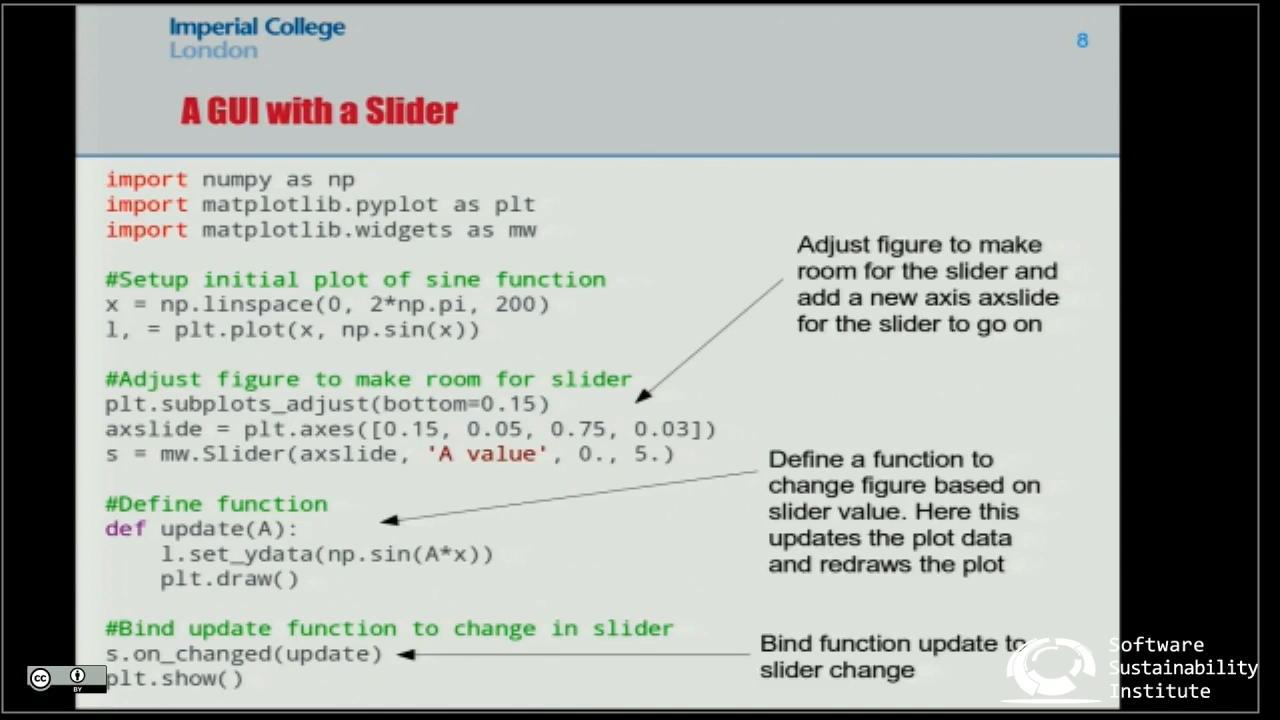 Imperial College
London
8
A GUI with a Slider
import numpy as np
import matplotlib.pyplot as plt
import matplotlib.widgets as mw
#Setup initial plot of sine function
x = np.linspace(0, 2*np.pi, 200)
l, = plt.plot(x, np.sin(x))
#Adjust figure to make room for slider
plt.subplots_adjust(bottom=0.15)
axslide = plt.axes([0.15, 0.05, 0.75, 0.03])
s = mw.Slider(axslide, 'A value', 0., 5.)
#Define function
def update(A):
    l.set_ydata(np.sin(A*x))
    plt.draw()
#Bind update function to change in slider
s.on_changed(update)
plt.show()
Adjust figure to make
room for the slider and
add a new axis axslide
for the slider to go on
Define a function to
change figure based on
slider value. Here this
updates the plot data
and redraws the plot
Bind function update to
slider change
cc
BY
Software
Sustainability
Institute